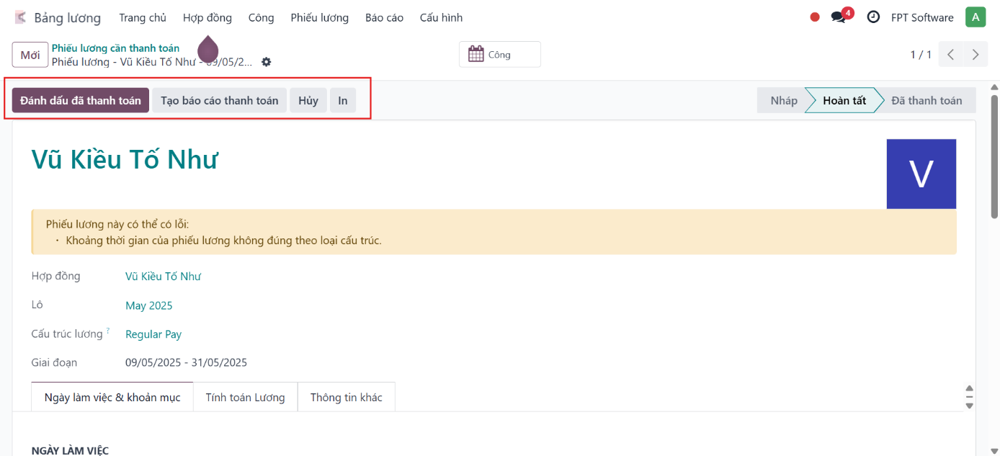 Bảng lương Trang chủ Hợp đồng Công Phiếu lương Báo cáo Cấu hình 4 FPT Software A
Mới Phiếu lương cần thanh toán Công 1 / 1
Phiếu lương - Vũ Kiều Tố Như - 09/05/2...
Đánh dấu đã thanh toán Tạo báo cáo thanh toán Hủy In Nháp Hoàn tất Đã thanh toán
Vũ Kiều Tố Như V
Phiếu lương này có thể có lỗi:
· Khoảng thời gian của phiếu lương không đúng theo loại cấu trúc.
Hợp đồng Vũ Kiều Tố Như
Lô May 2025
Cấu trúc lương ? Regular Pay
Giai đoạn 09/05/2025 - 31/05/2025
Ngày làm việc & khoản mục Tính toán Lương Thông tin khác
NGÀY LÀM VIỆC